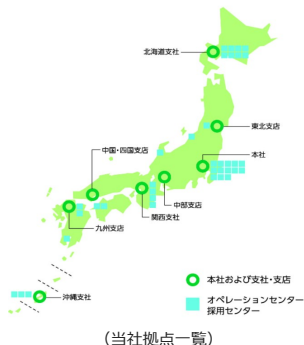 北海道支社
東北支店
中国・四国支店
本社
中部支店
関西支社
九州支店
沖縄支社
本社および支社・支店
オペレーションセンター
採用センター
(当社拠点一覧)